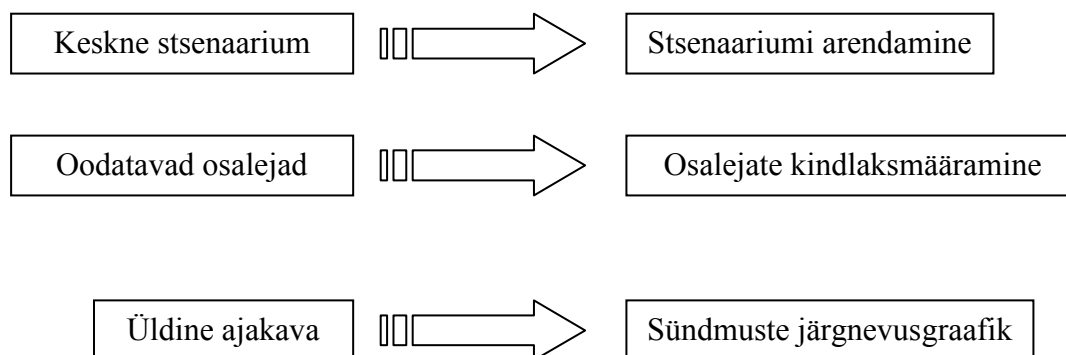 Keskne stsenaarium
Stsenaariumi arendamine
Oodatavad osalejad
Osalejate kindlaksmääramine
Üldine ajakava
Sündmuste järgnevusgraafik